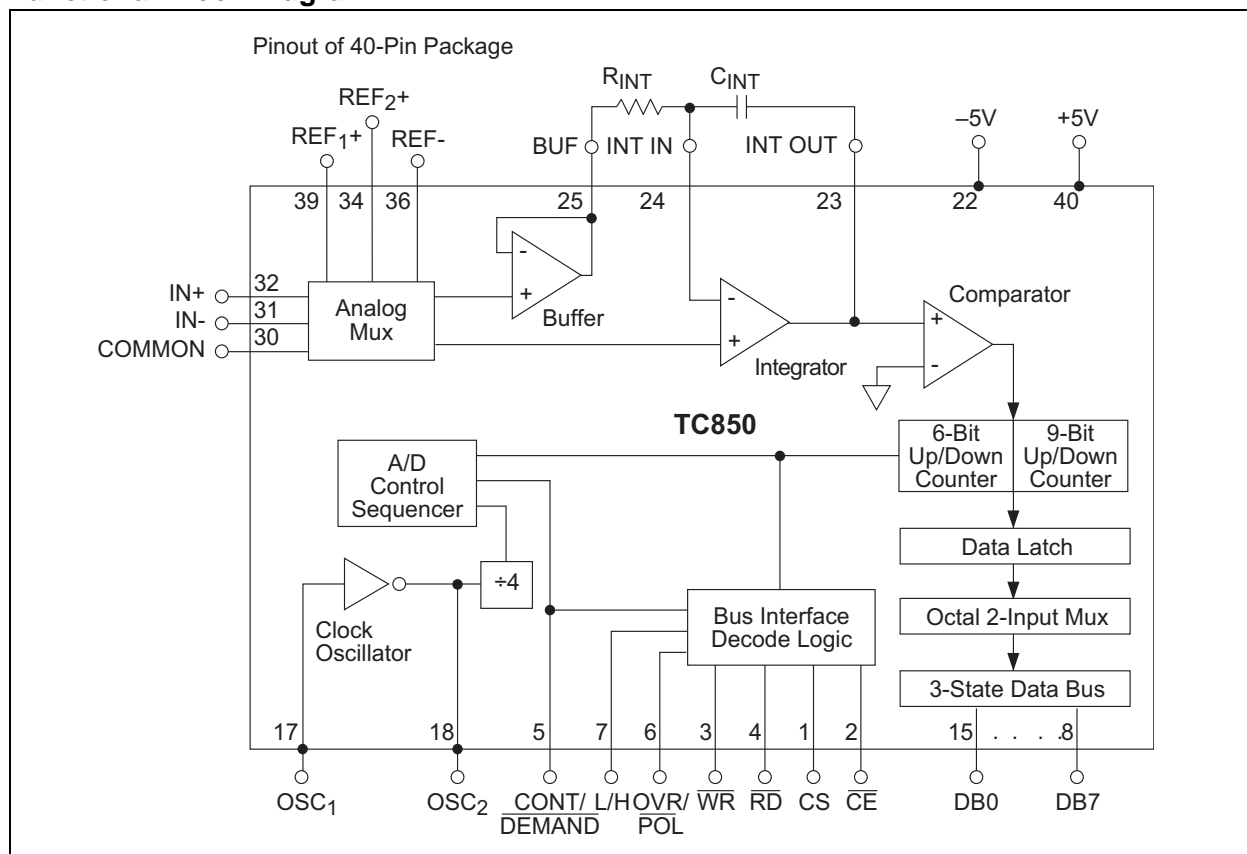 Pinout of 40-Pin Package
RINT
CINT
REF2+
REF1+
REF-
BUF
INT IN
INT OUT
–5V
+5V
39
34
36
25
24
23
22
40
IN+
32
IN-
31
COMMON
30
Analog
Mux
-
+
Buffer
-
+
Integrator
Comparator
+
-
TC850
A/D
Control
Sequencer
6-Bit
Up/Down
Counter
9-Bit
Up/Down
Counter
Data Latch
÷4
Clock
Oscillator
Bus Interface
Decode Logic
Octal 2-Input Mux
3-State Data Bus
17
18
5
7
6
3
4
1
2
15 . . . . 8
OSC1
OSC2
CONT/
DEMAND
L/H
OVR/
POL
WR
RD
CS
CE
DB0
DB7